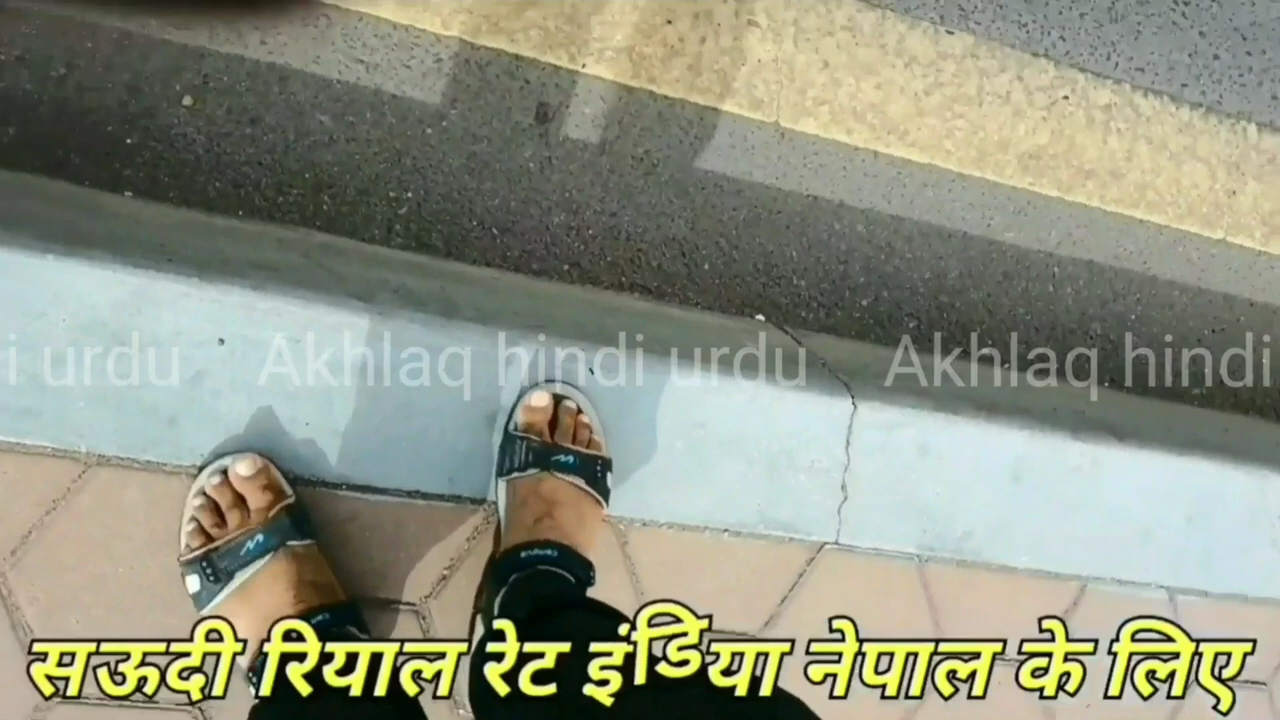 i urdu Akhlaq hindi urdu Akhlaq hindi
सऊदी रियाल रेट इंडिया नेपाल के लिए